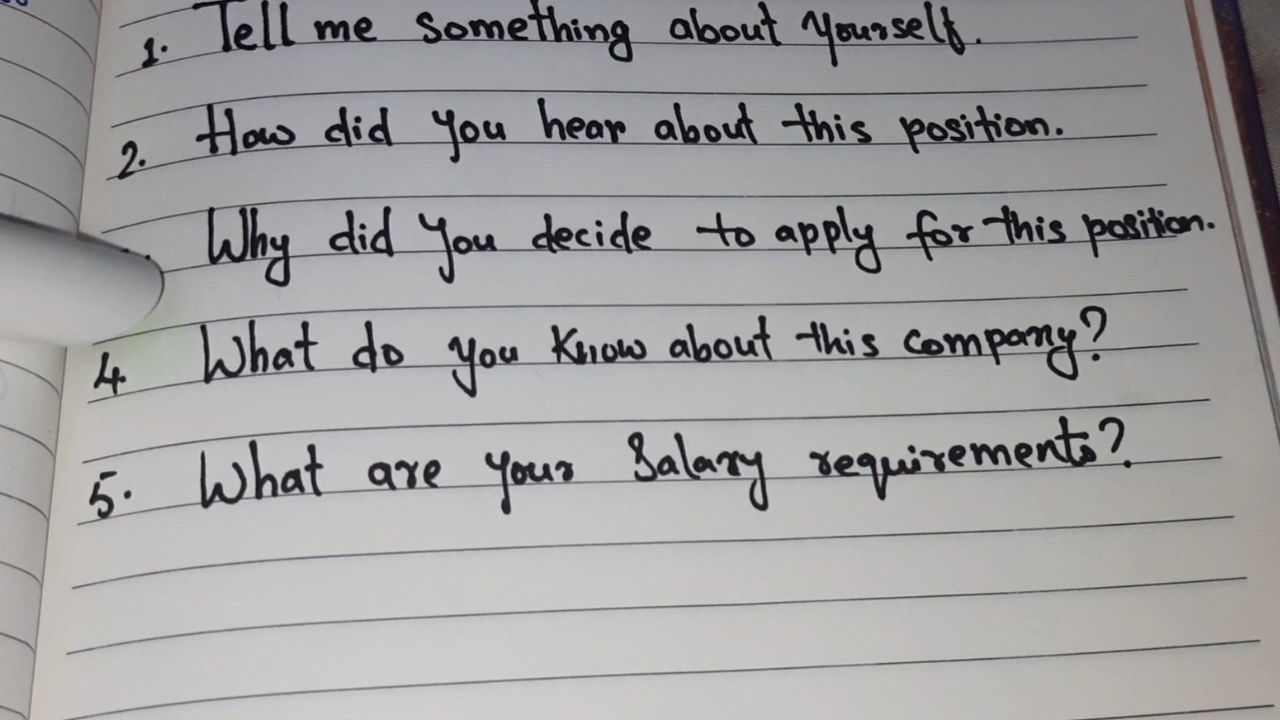 1. Tell me something about yourself.
2. How did you hear about this position.
Why did you decide to apply for this position.
4. What do you know about this company?
5. What are your Salary requirements?